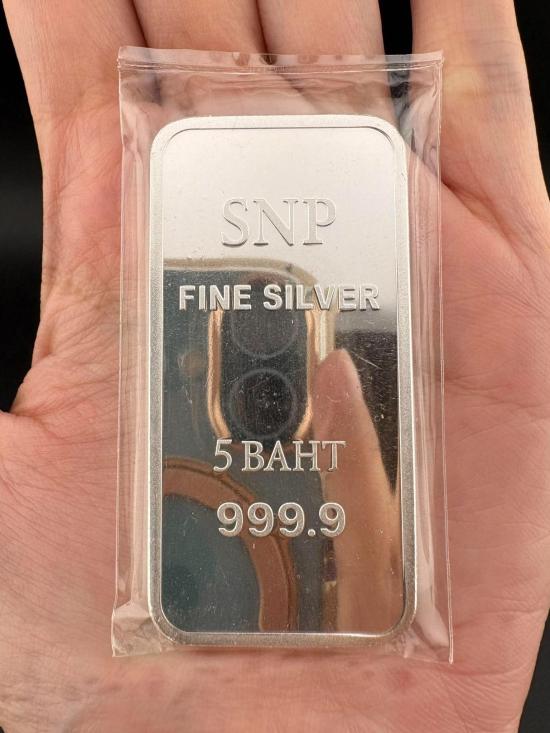 SNP
FINE SILVER
5 BAHT
999.9